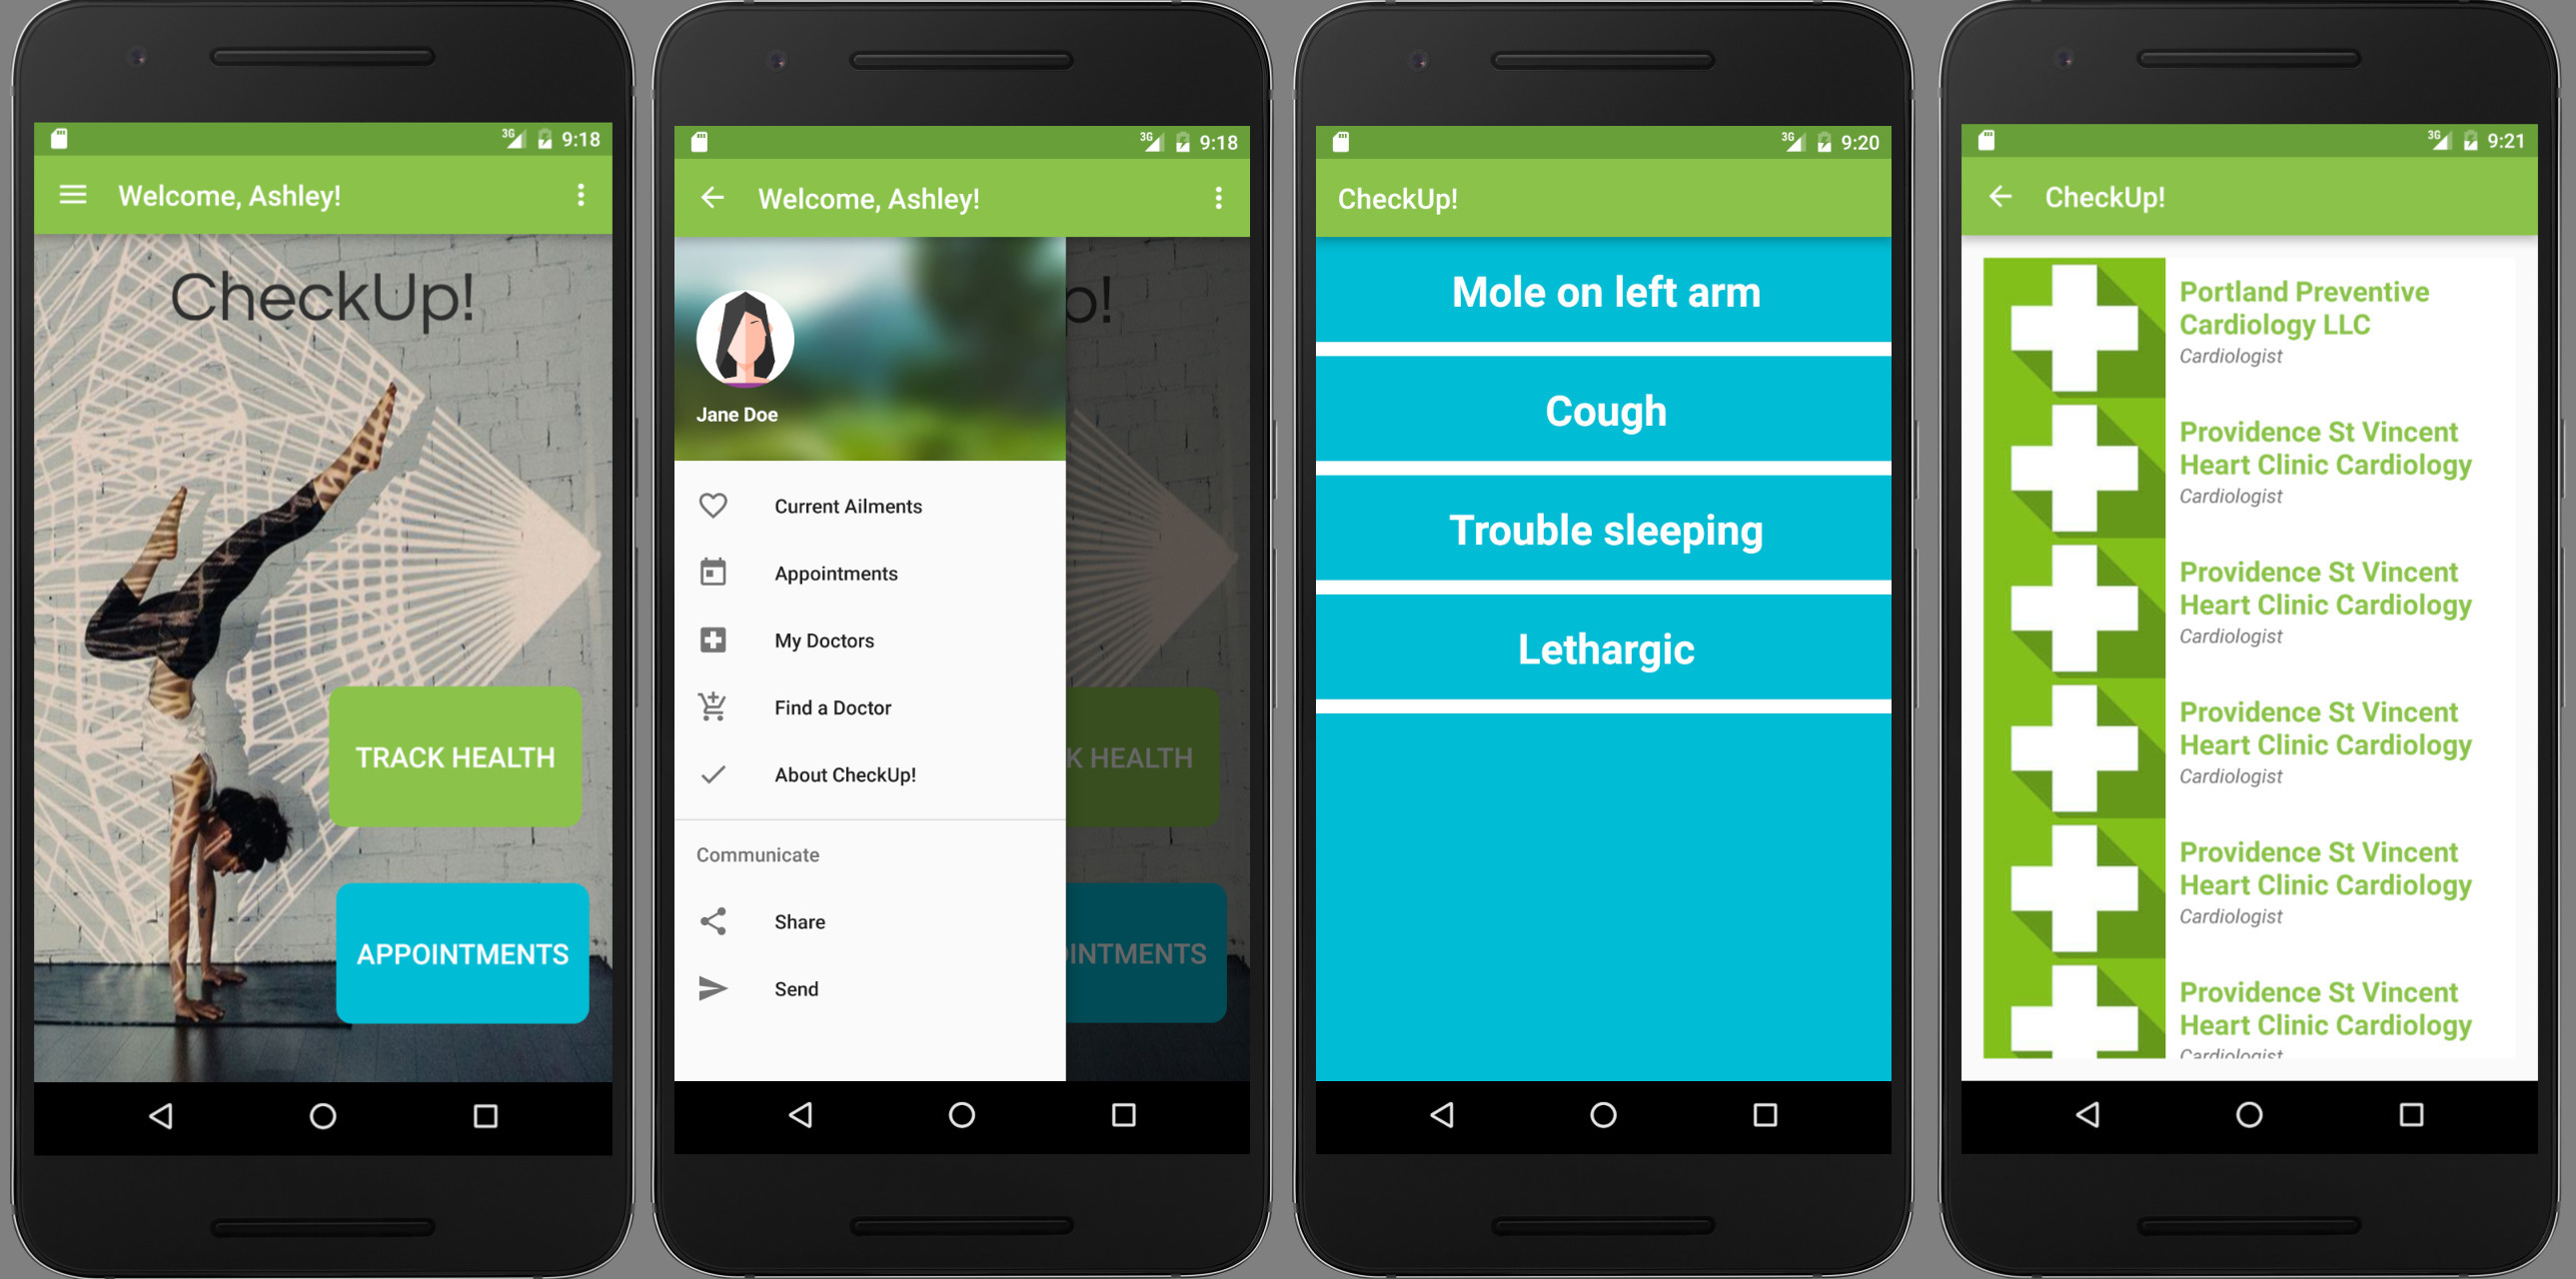 3G 9:18
Welcome, Ashley!
CheckUp!
TRACK HEALTH
APPOINTMENTS
3G 9:18
Welcome, Ashley!
p!
Jane Doe
Current Ailments
Appointments
My Doctors
Find a Doctor
K HEALTH
About CheckUp!
Communicate
Share
INTMENTS
Send
3G 9:20
CheckUp!
Mole on left arm
Cough
Trouble sleeping
Lethargic
3G 9:21
CheckUp!
Portland Preventive
Cardiology LLC
Cardiologist
Providence St Vincent
Heart Clinic Cardiology
Cardiologist
Providence St Vincent
Heart Clinic Cardiology
Cardiologist
Providence St Vincent
Heart Clinic Cardiology
Cardiologist
Providence St Vincent
Heart Clinic Cardiology
Cardiologist
Providence St Vincent
Heart Clinic Cardiology
Cardiologist